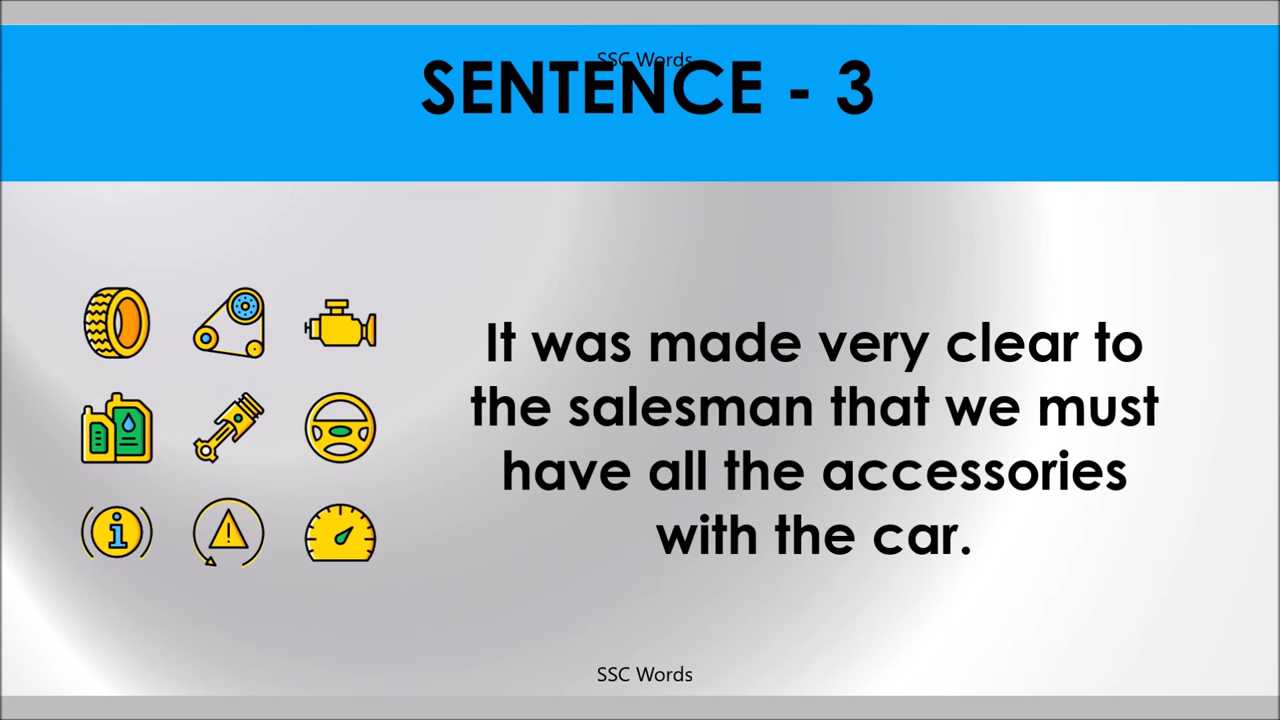 SSC Words
SENTENCE - 3
It was made very clear to
the salesman that we must
have all the accessories
with the car.
SSC Words